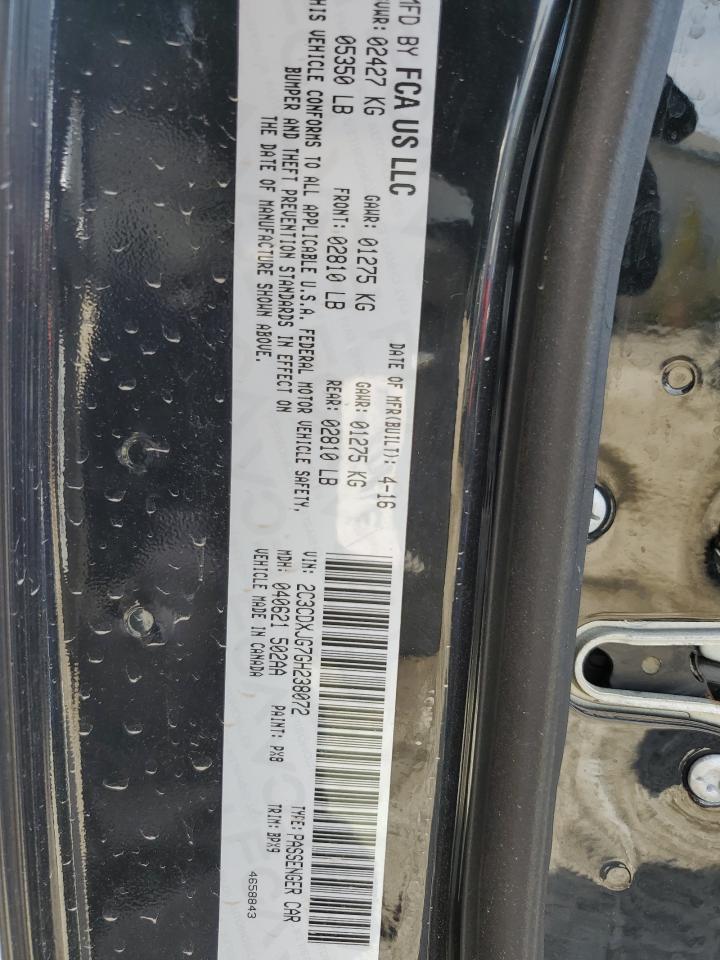 MFD BY FCA US LLC
DATE OF MFR(BUILT): 4-16
GVWR: 02427 KG
GAWR: 01275 KG
GAWR: 01275 KG
05350 LB
FRONT: 02810 LB
REAR: 02810 LB
THIS VEHICLE CONFORMS TO ALL APPLICABLE U.S.A. FEDERAL MOTOR VEHICLE SAFETY,
BUMPER AND THEFT PREVENTION STANDARDS IN EFFECT ON
THE DATE OF MANUFACTURE SHOWN ABOVE.
VIN: 2C3CDXJG7GH238072
TYPE: PASSENGER CAR
MDH: 040621 502AA
PAINT: PX8
TRIM: BPX9
VEHICLE MADE IN CANADA
4658843